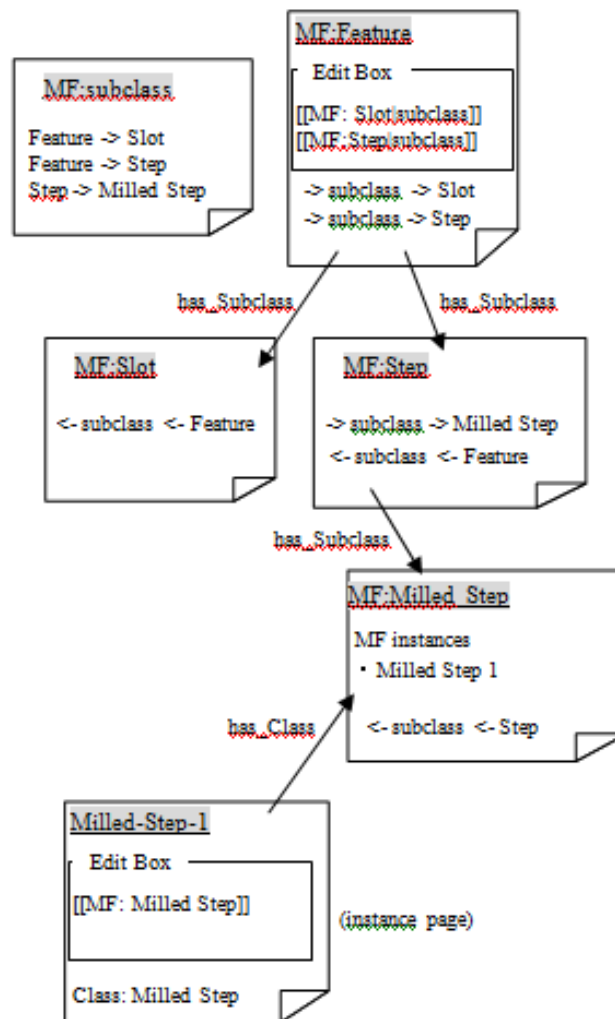 MF:subclass
Feature -> Slot
Feature -> Step
Step -> Milled Step
MF:Feature
Edit Box
[[MF: Slot|subclass]]
[[MF:Step|subclass]]
-> subclass -> Slot
-> subclass -> Step
has_Subclass
has_Subclass
MF:Slot
<- subclass <- Feature
MF:Step
-> subclass -> Milled Step
<- subclass <- Feature
has_Subclass
MF:Milled_Step
MF instances
▪ Milled Step 1
<- subclass <- Step
has_Class
Milled-Step-1
Edit Box
[[MF: Milled Step]]
Class: Milled Step
(instance page)